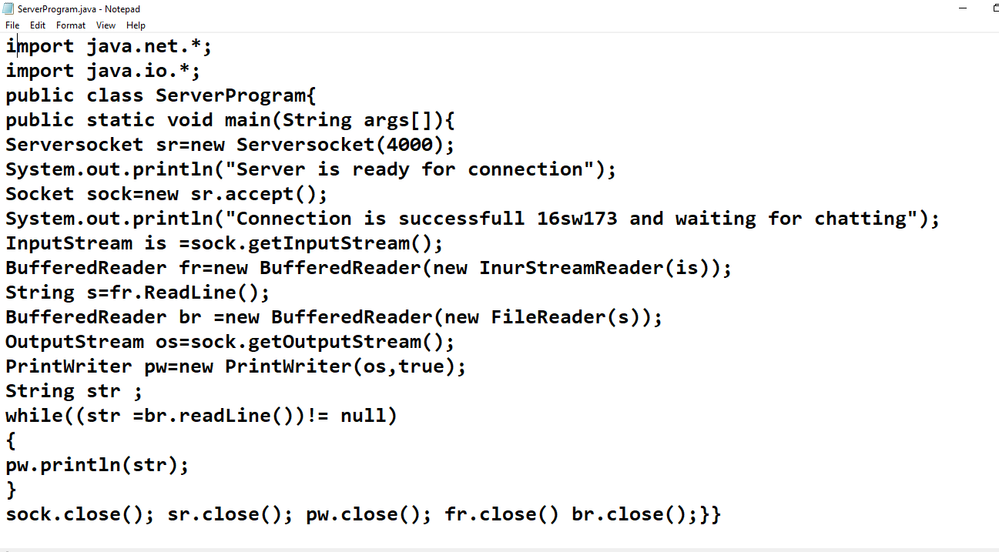 ServerProgram.java - Notepad
File Edit Format View Help
import java.net.*;
import java.io.*;
public class ServerProgram{
public static void main(String args[]){
Serversocket sr=new Serversocket(4000);
System.out.println("Server is ready for connection");
Socket sock=new sr.accept();
System.out.println("Connection is successfull 16sw173 and waiting for chatting");
InputStream is =sock.getInputStream();
BufferedReader fr=new BufferedReader(new InurStreamReader(is));
String s=fr.ReadLine();
BufferedReader br =new BufferedReader(new FileReader(s));
OutputStream os=sock.getOutputStream();
PrintWriter pw=new PrintWriter(os,true);
String str ;
while((str =br.readLine())!= null)
{
pw.println(str);
}
sock.close(); sr.close(); pw.close(); fr.close() br.close();}}